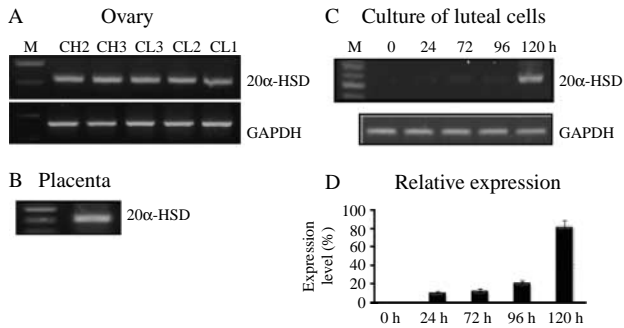 A Ovary
M CH2 CH3 CL3 CL2 CL1
20α-HSD
GAPDH
B Placenta
20α-HSD
C Culture of luteal cells
M 0 24 72 96 120 h
20α-HSD
GAPDH
D Relative expression
Expression
level (%)
100
80
60
40
20
0
0 h 24 h 72 h 96 h 120 h